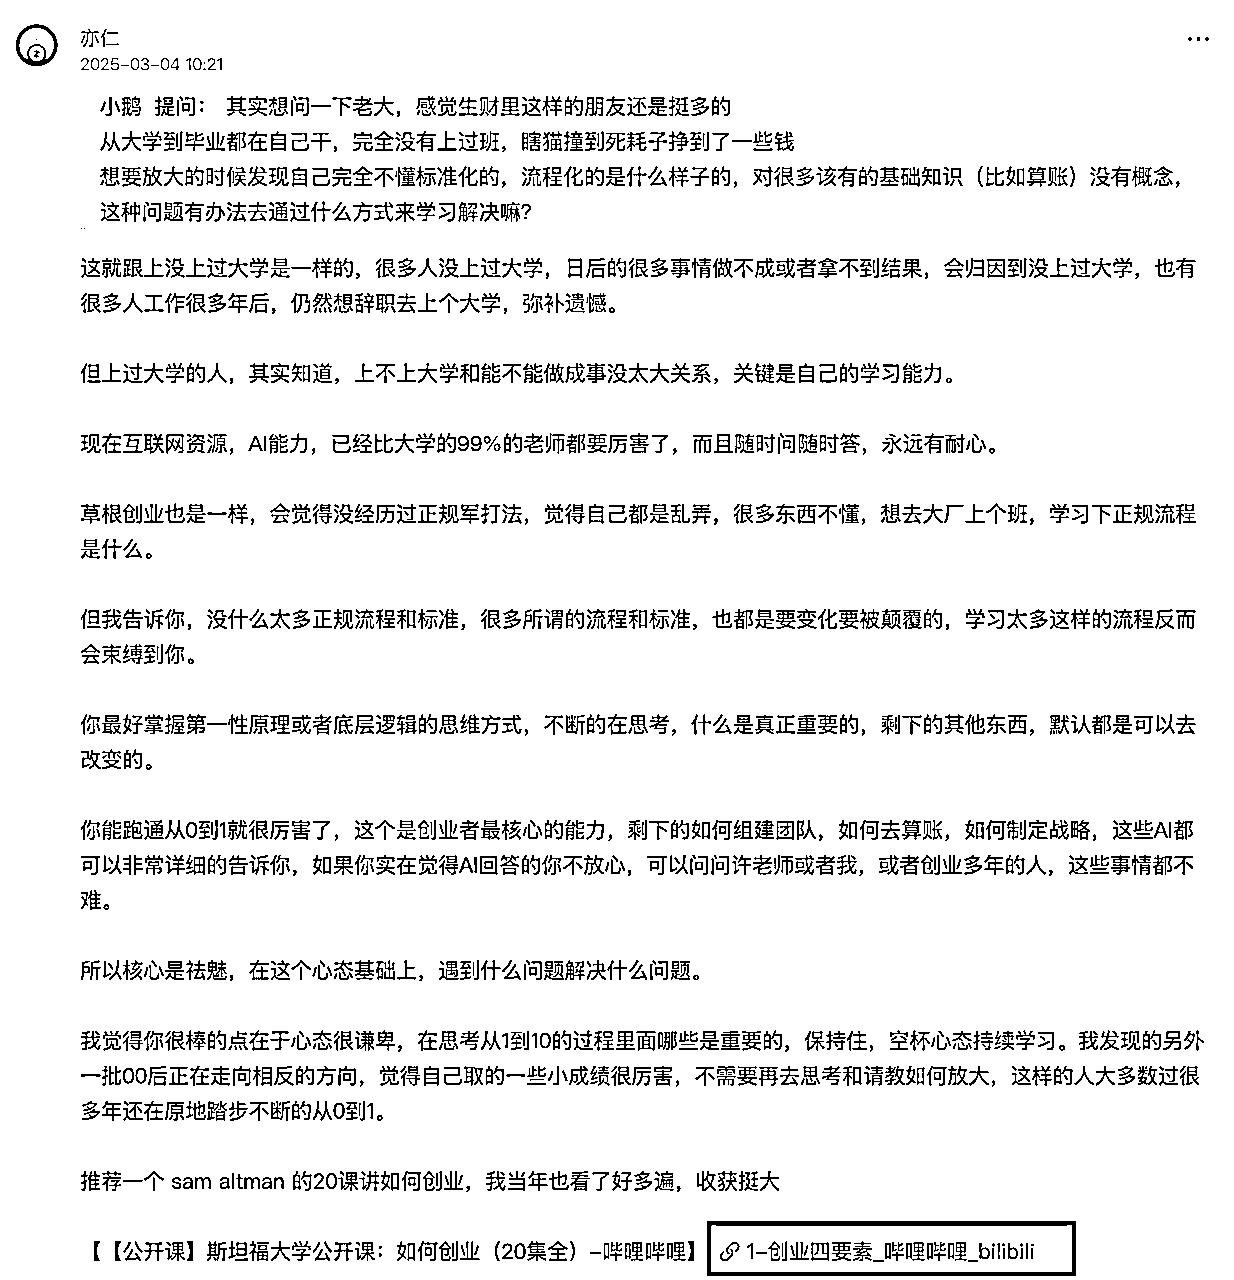 亦仁
...
2025-03-04 10:21
小鹅 提问： 其实想问一下老大，感觉生财里这样的朋友还是挺多的
从大学到毕业都在自己干，完全没有上过班，瞎猫撞到死耗子挣到了一些钱
想要放大的时候发现自己完全不懂标准化的，流程化的是什么样子的，对很多该有的基础知识（比如算账）没有概念，
这种问题有办法去通过什么方式来学习解决嘛?
这就跟上没上过大学是一样的，很多人没上过大学，日后的很多事情做不成或者拿不到结果，会归因到没上过大学，也有
很多人工作很多年后，仍然想辞职去上个大学，弥补遗憾。
但上过大学的人，其实知道，上不上大学和能不能做成事没太大关系，关键是自己的学习能力。
现在互联网资源，AI能力，已经比大学的99%的老师都要厉害了，而且随时问随时答，永远有耐心。
草根创业也是一样，会觉得没经历过正规军打法，觉得自己都是乱弄，很多东西不懂，想去大厂上个班，学习下正规流程
是什么。
但我告诉你，没什么太多正规流程和标准，很多所谓的流程和标准，也都是要变化要被颠覆的，学习太多这样的流程反而
会束缚到你。
你最好掌握第一性原理或者底层逻辑的思维方式，不断的在思考，什么是真正重要的，剩下的其他东西，默认都是可以去
改变的。
你能跑通从0到1就很厉害了，这个是创业者最核心的能力，剩下的如何组建团队，如何去算账，如何制定战略，这些AI都
可以非常详细的告诉你，如果你实在觉得AI回答的你不放心，可以问问许老师或者我，或者创业多年的人，这些事情都不
难。
所以核心是祛魅，在这个心态基础上，遇到什么问题解决什么问题。
我觉得你很棒的点在于心态很谦卑，在思考从1到10的过程里面哪些是重要的，保持住，空杯心态持续学习。我发现的另外
一批00后正在走向相反的方向，觉得自己取的一些小成绩很厉害，不需要再去思考和请教如何放大，这样的人大多数过很
多年还在原地踏步不断的从0到1。
推荐一个 sam altman 的20课讲如何创业，我当年也看了好多遍，收获挺大
【【公开课】斯坦福大学公开课：如何创业（20集全）-哔哩哔哩】 1-创业四要素_哔哩哔哩_bilibili